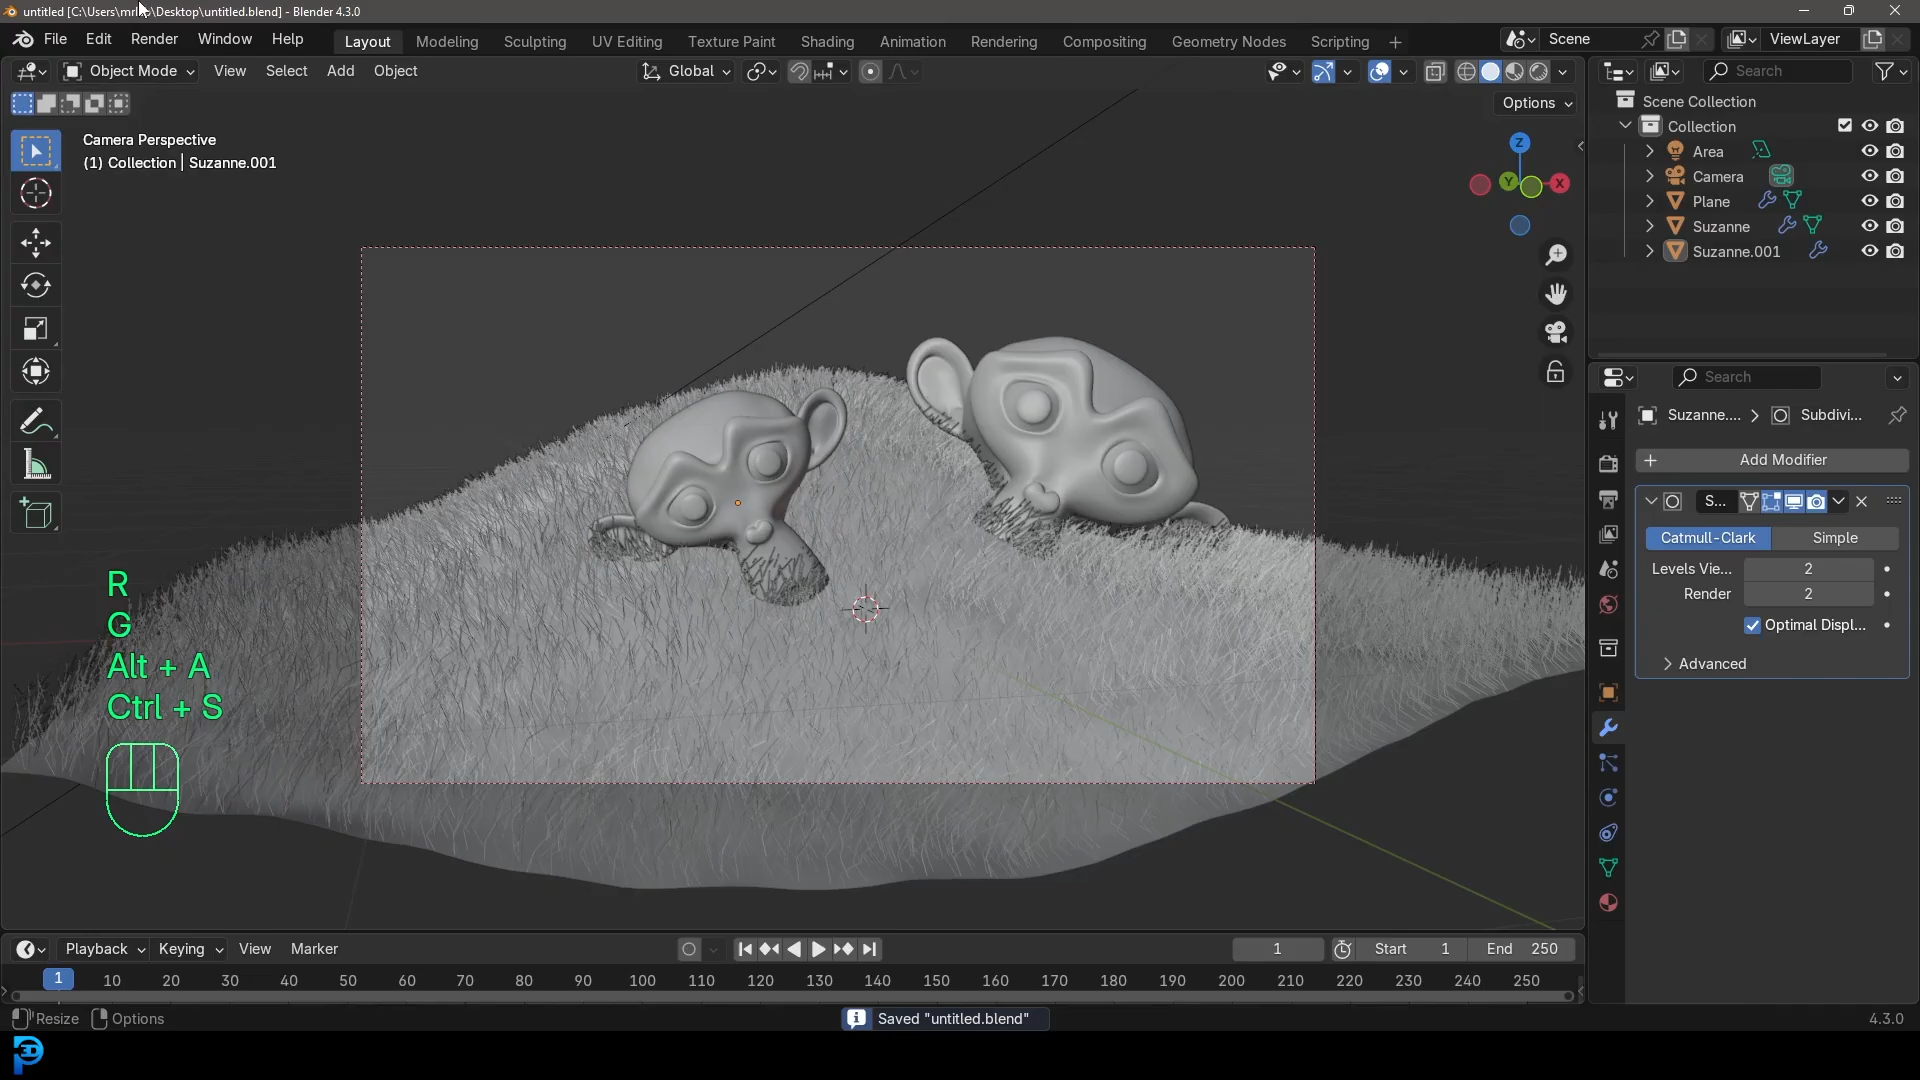 untitled [C:\Users\mrl \Desktop\untitled.blend] - Blender 4.3.0
File Edit Render Window Help
Layout Modeling Sculpting UV Editing Texture Paint Shading Animation Rendering Compositing Geometry Nodes Scripting +
Scene ViewLayer
Object Mode View Select Add Object
Global
Search
Options
Camera Perspective
(1) Collection | Suzanne.001
Z
Y
X
Scene Collection
Collection
Area
Camera
Plane
Suzanne
Suzanne.001
Search
Suzanne.... > Subdivi...
+ Add Modifier
S...
Catmull-Clark Simple
Levels Vie... 2
Render 2
Optimal Displ...
> Advanced
R
G
Alt + A
Ctrl + S
Playback Keying View Marker
1 Start 1 End 250
1 10 20 30 40 50 60 70 80 90 100 110 120 130 140 150 160 170 180 190 200 210 220 230 240 250
Resize Options
Saved "untitled.blend"
4.3.0